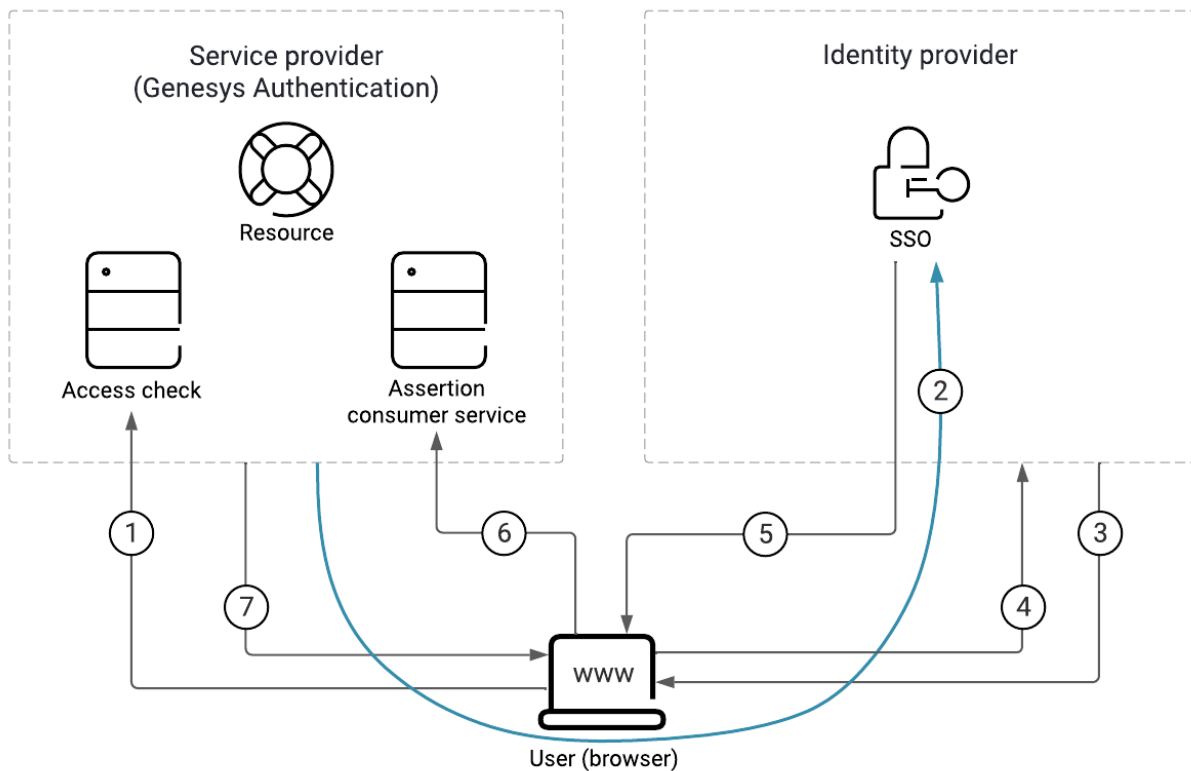 Service provider
(Genesys Authentication)
Identity provider
Resource
SSO
Access check
Assertion
consumer service
2
1
6
5
3
7
4
www
User (browser)